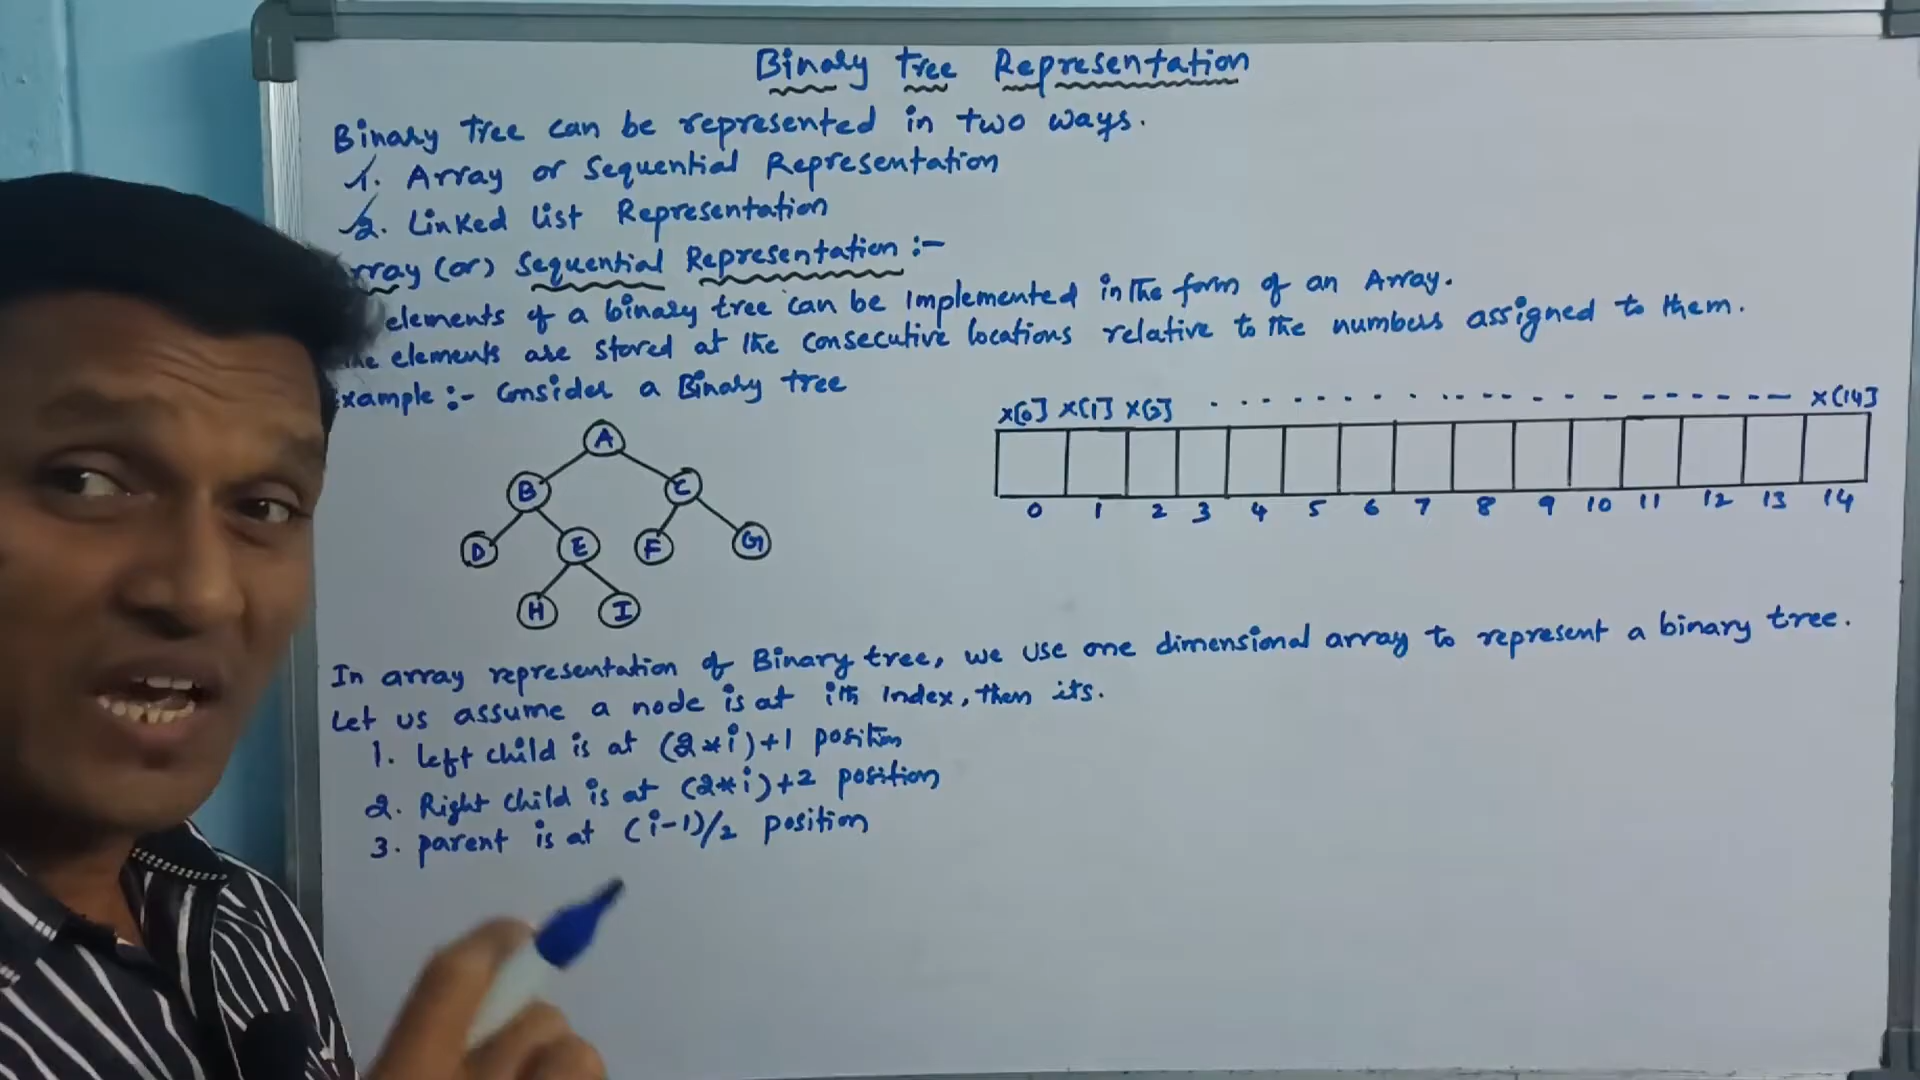 Binary Tree Representation
Binary Tree can be represented in two ways.
1. Array or Sequential Representation
2. Linked List Representation
rray (or) Sequential Representation :-
elements of a binary tree can be Implemented in the form of an Array.
elements are stored at the consecutive locations relative to the numbers assigned to them.
xample :- Consider a Binary tree
x[0] x[1] x[2] x[14]
A
B C
D E F G
H I
0 1 2 3 4 5 6 7 8 9 10 11 12 13 14
In array representation of Binary tree, we use one dimensional array to represent a binary tree.
Let us assume a node is at ith Index, then its.
1. Left child is at (2*i)+1 position
2. Right child is at (2*i)+2 position
3. parent is at (i-1)/2 position